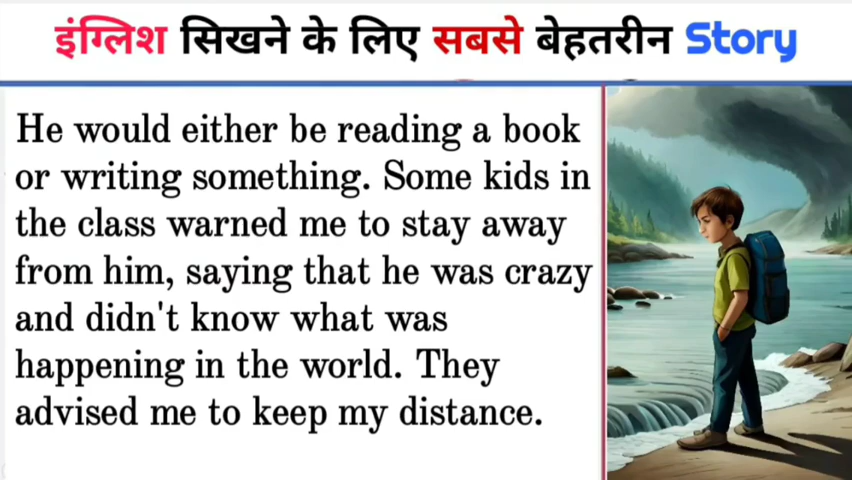 इंग्लिश सिखने के लिए सबसे बेहतरीन Story
He would either be reading a book
or writing something. Some kids in
the class warned me to stay away
from him, saying that he was crazy
and didn't know what was
happening in the world. They
advised me to keep my distance.